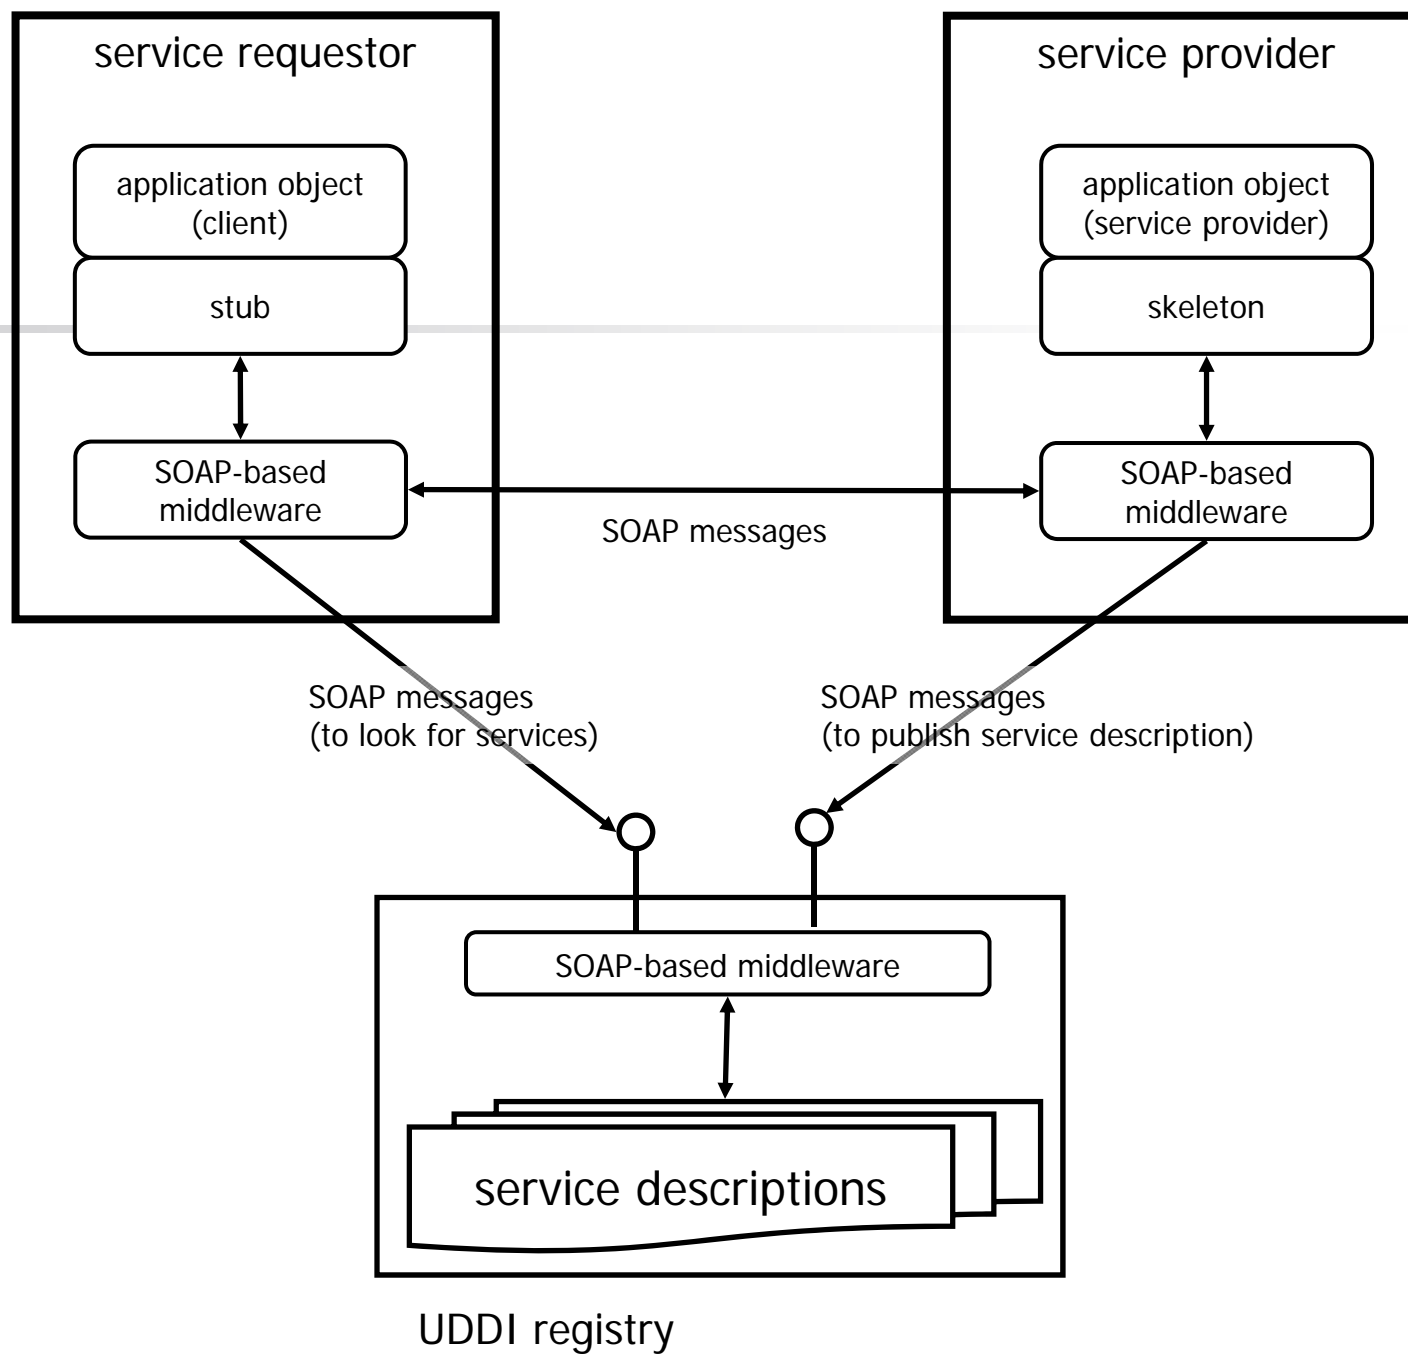 service requestor
application object
(client)
stub
SOAP-based
middleware
service provider
application object
(service provider)
skeleton
SOAP-based
middleware
SOAP messages
SOAP messages
(to look for services)
SOAP messages
(to publish service description)
SOAP-based middleware
service descriptions
UDDI registry